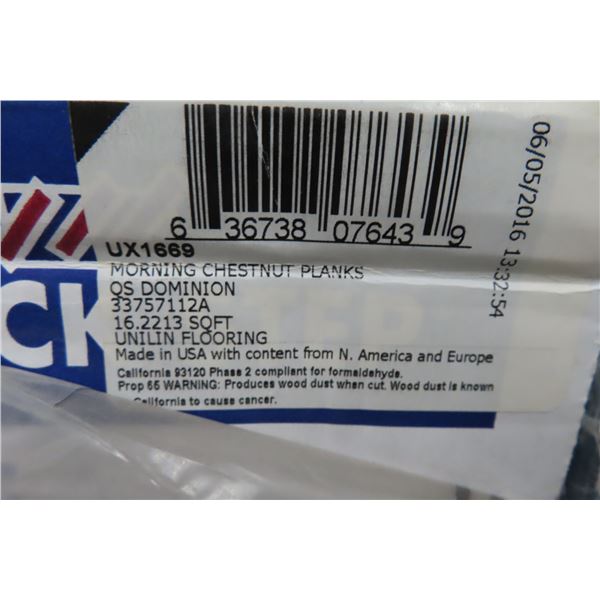 6 36738 07643 9
06/05/2016 13:32:54
UX1669
MORNING CHESTNUT PLANKS
QS DOMINION
33757112A
16.2213 SQFT
UNILIN FLOORING
Made in USA with content from N. America and Europe
California 93120 Phase 2 compliant for formaldehyde.
Prop 65 WARNING: Produces wood dust when cut. Wood dust is known
California to cause cancer.
CK